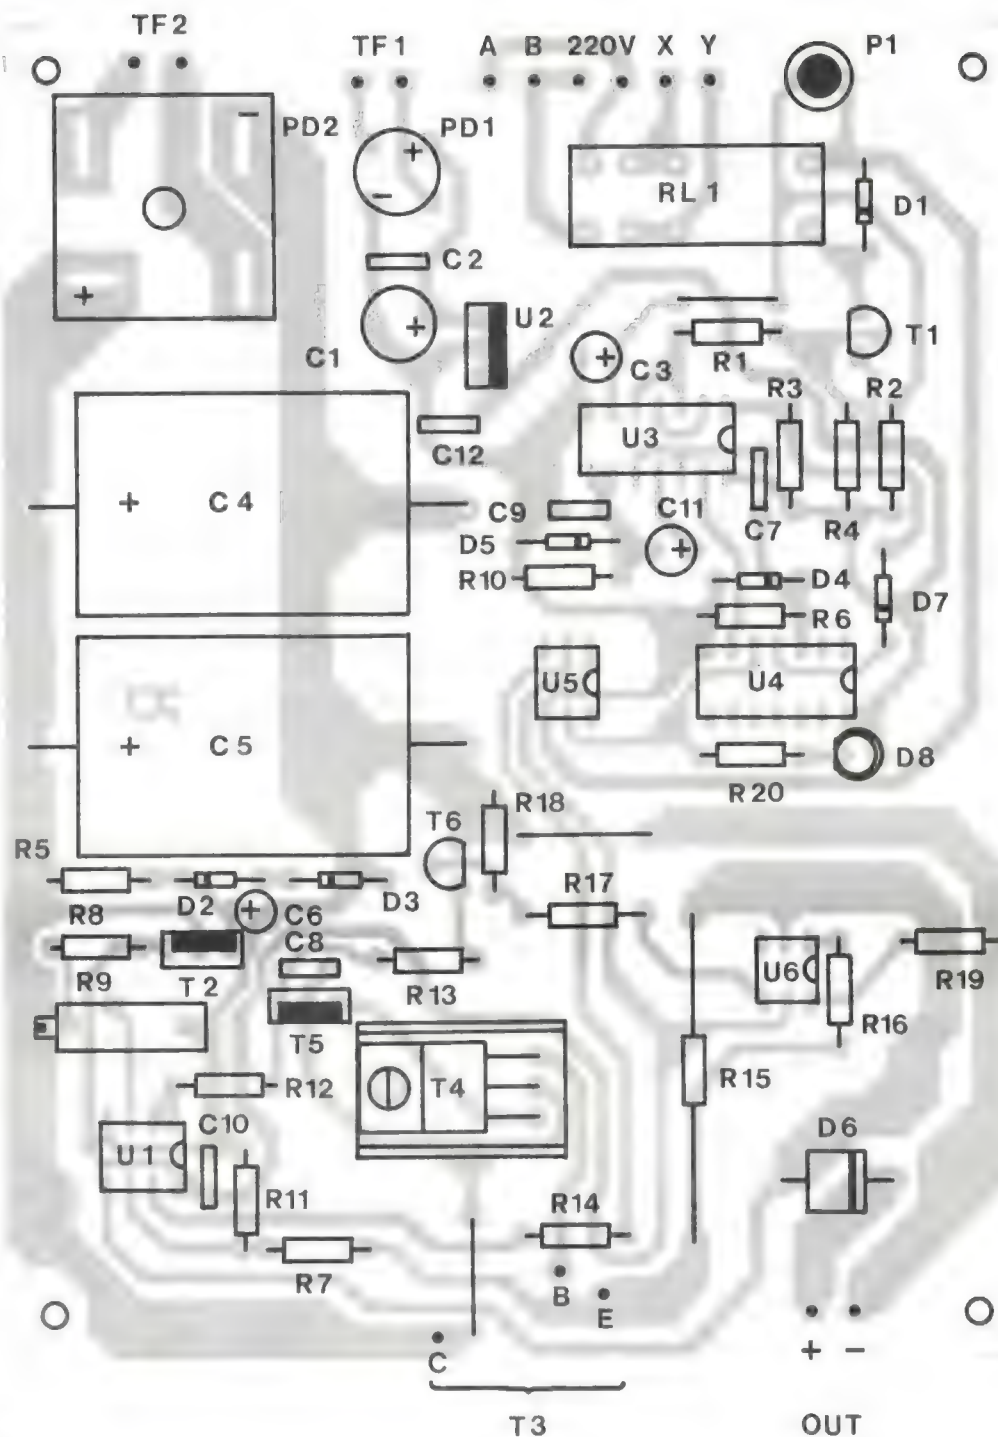 TF2
TF1 A B 220V X Y P1
PD2 − PD1 +
RL1 D1
−
C2
+
C1 + U2 C3 + R1 T1
R3 R2
U3
C12
+ C4 C9 C11 C7 R4
D5 +
R10 D4 D7
R6
U5 U4
+ C5 D8
R20
R18
T6
R5
R17
D2 D3
R8 + C6
C8
U6 R19
R9 T2 R13
R16
T5
R15
T4
R12
C10 D6
U1
R11 R14
R7
B
E
C + −
T3 OUT